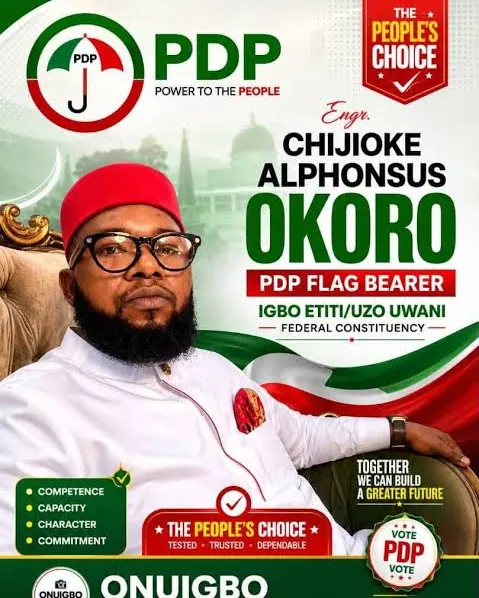 PDP
PDP
POWER TO THE PEOPLE
THE
PEOPLE'S
CHOICE
Engr.
CHIJIOKE
ALPHONSUS
OKORO
PDP FLAG BEARER
IGBO ETITI/UZO UWANI
FEDERAL CONSTITUENCY
TOGETHER
WE CAN BUILD
A GREATER FUTURE
COMPETENCE
CAPACITY
CHARACTER
COMMITMENT
THE PEOPLE'S CHOICE
TESTED • TRUSTED • DEPENDABLE
VOTE
PDP
VOTE
ONUIGBO
ONUIGBO